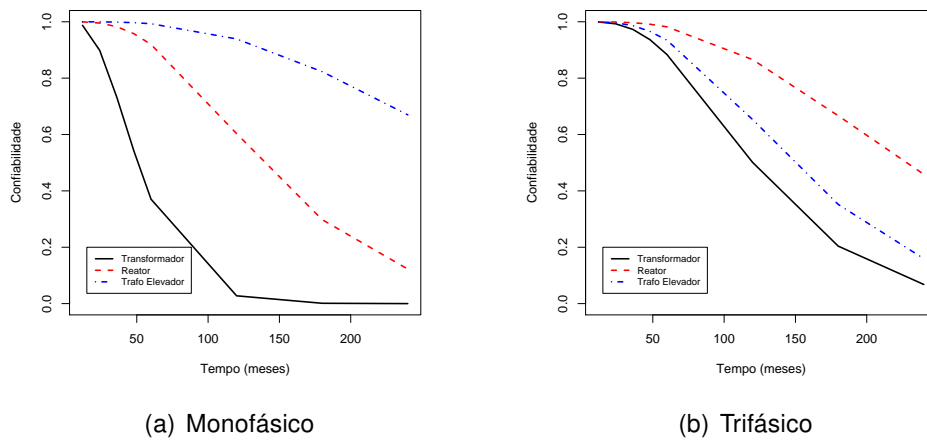 1.0
0.8
0.6
0.4
0.2
0.0
Confiabilidade
Transformador
Reator
Trafo Elevador
50 100 150 200
Tempo (meses)
(a) Monofásico
1.0
0.8
0.6
0.4
0.2
0.0
Confiabilidade
Transformador
Reator
Trafo Elevador
50 100 150 200
Tempo (meses)
(b) Trifásico